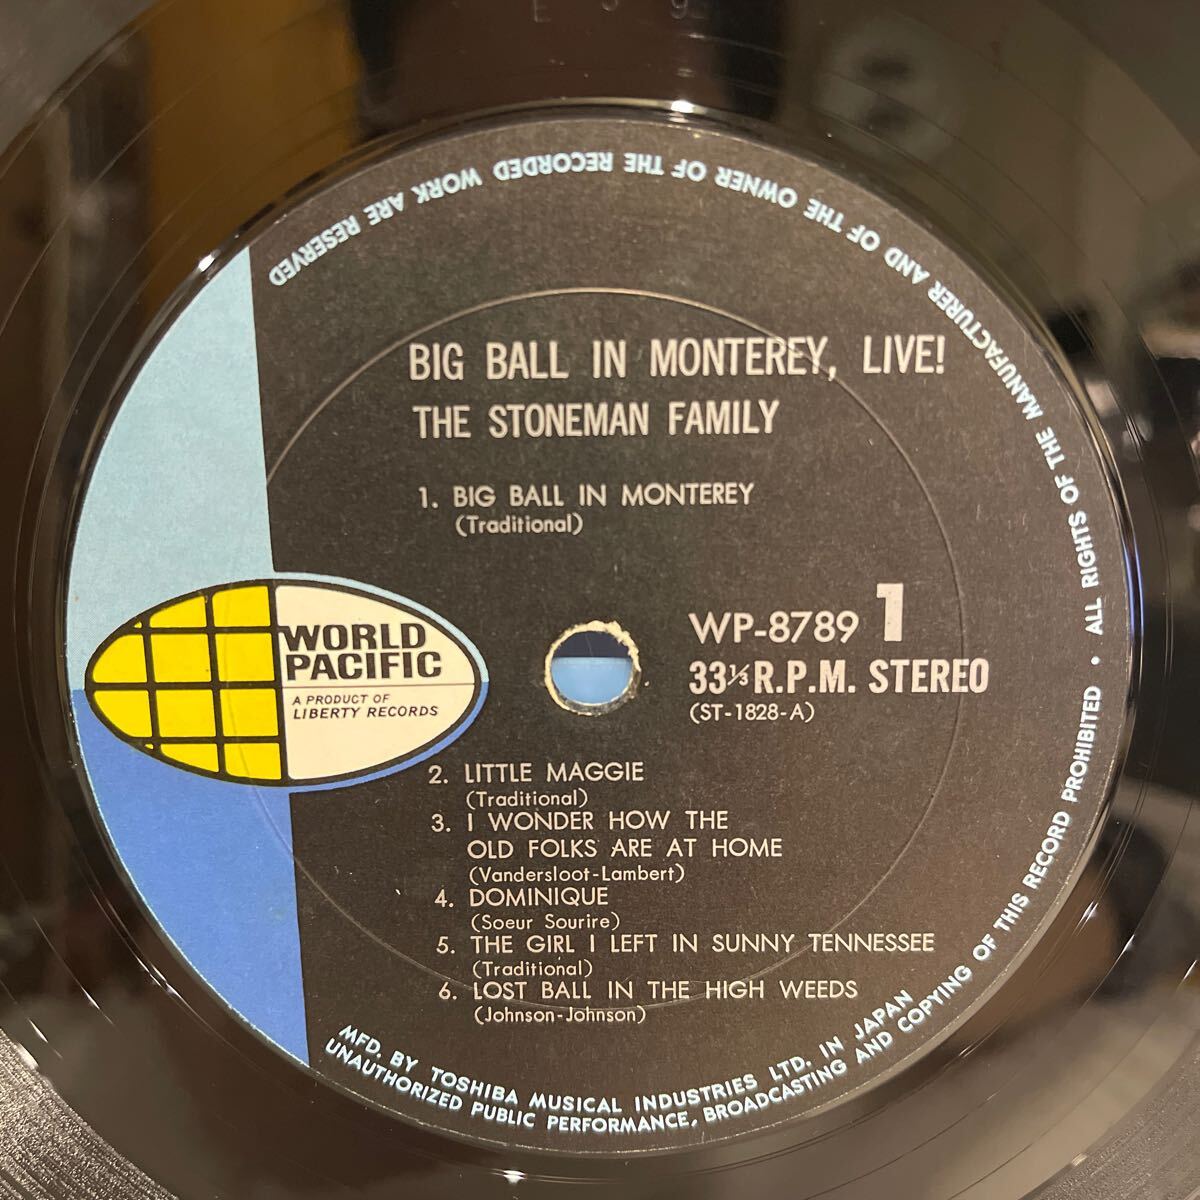 BIG BALL IN MONTEREY, LIVE!
THE STONEMAN FAMILY
1. BIG BALL IN MONTEREY
(Traditional)
WP-8789 1
33⅓ R.P.M. STEREO
(ST-1828-A)
WORLD
PACIFIC
A PRODUCT OF
LIBERTY RECORDS
2. LITTLE MAGGIE
(Traditional)
3. I WONDER HOW THE
OLD FOLKS ARE AT HOME
(Vandersloot-Lambert)
4. DOMINIQUE
(Soeur Sourire)
5. THE GIRL I LEFT IN SUNNY TENNESSEE
(Traditional)
6. LOST BALL IN THE HIGH WEEDS
(Johnson-Johnson)
MFD. BY TOSHIBA MUSICAL INDUSTRIES LTD. IN JAPAN
UNAUTHORIZED PUBLIC PERFORMANCE, BROADCASTING AND COPYING OF THIS RECORD PROHIBITED • ALL RIGHTS OF THE MANUFACTURER AND OF THE OWNER OF THE RECORDED WORK ARE RESERVED